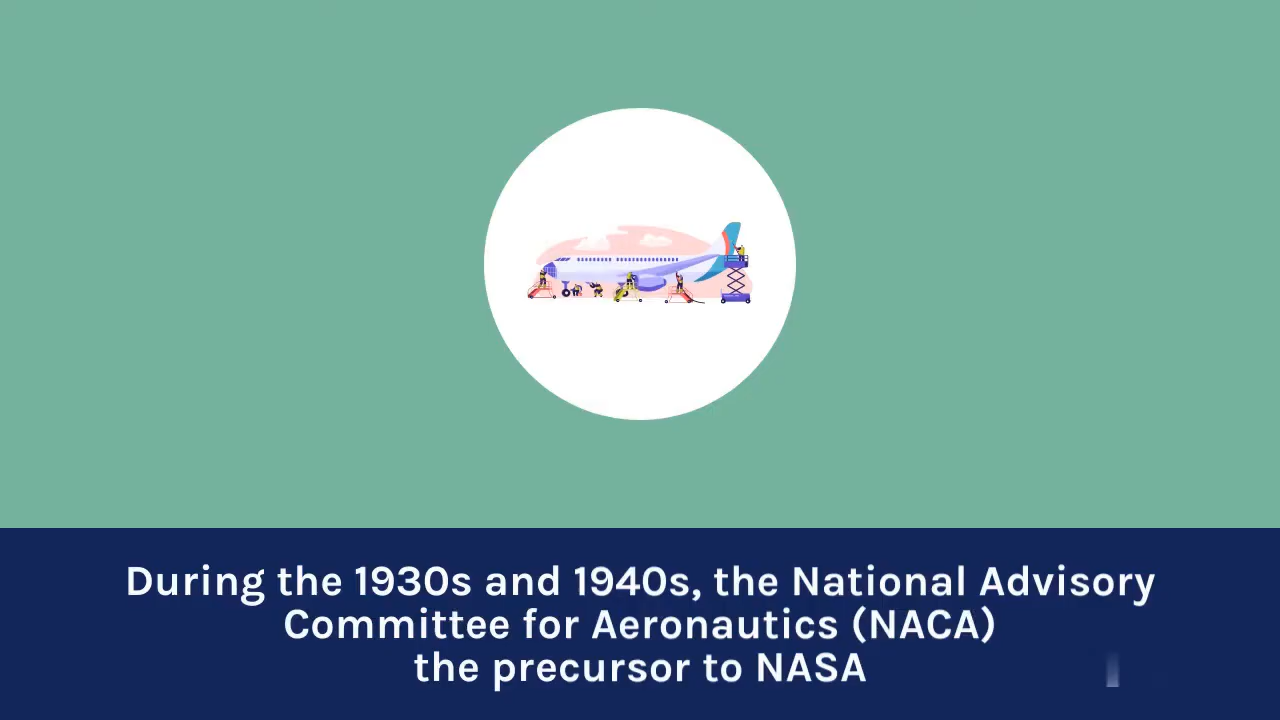 During the 1930s and 1940s, the National Advisory
Committee for Aeronautics (NACA)
the precursor to NASA